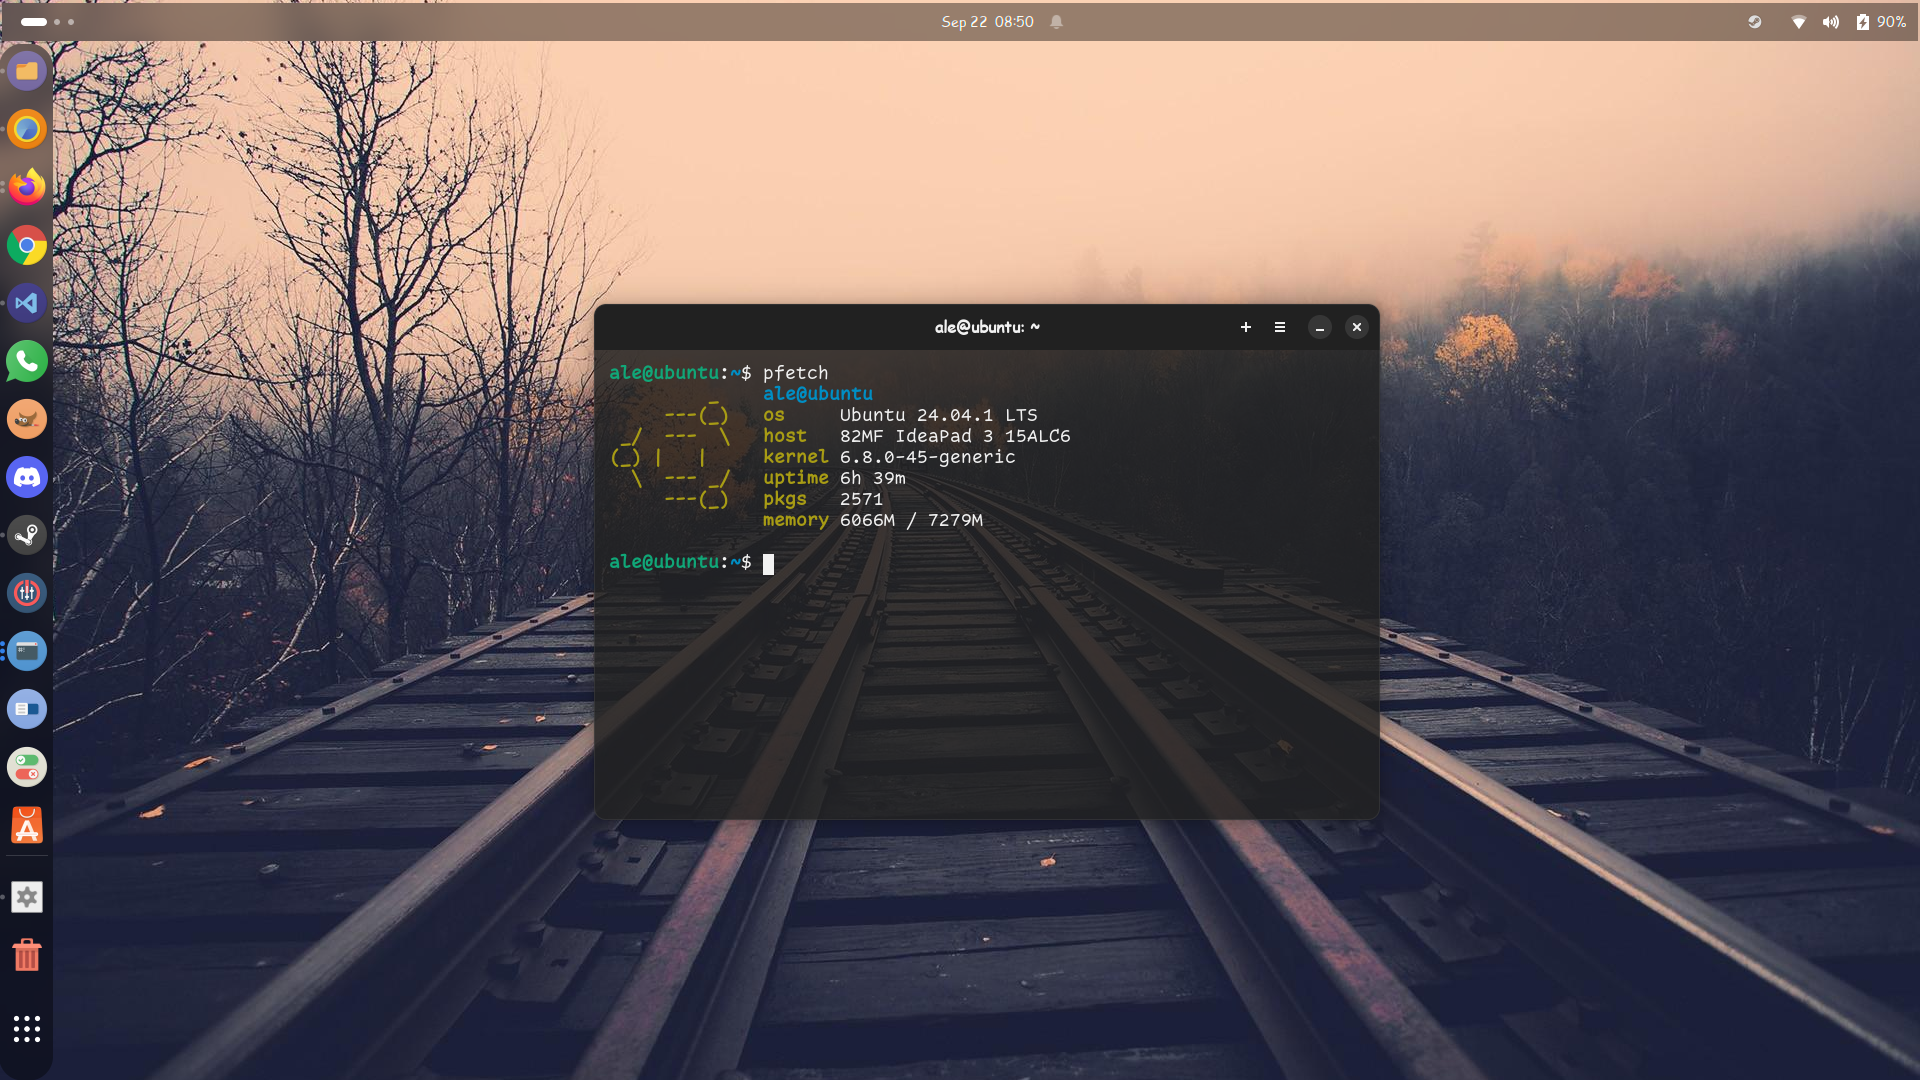 Sep 22 08:50
90%
ale@ubuntu: ~
ale@ubuntu:~$ pfetch
ale@ubuntu
os Ubuntu 24.04.1 LTS
host 82MF IdeaPad 3 15ALC6
kernel 6.8.0-45-generic
uptime 6h 39m
pkgs 2571
memory 6066M / 7279M
ale@ubuntu:~$